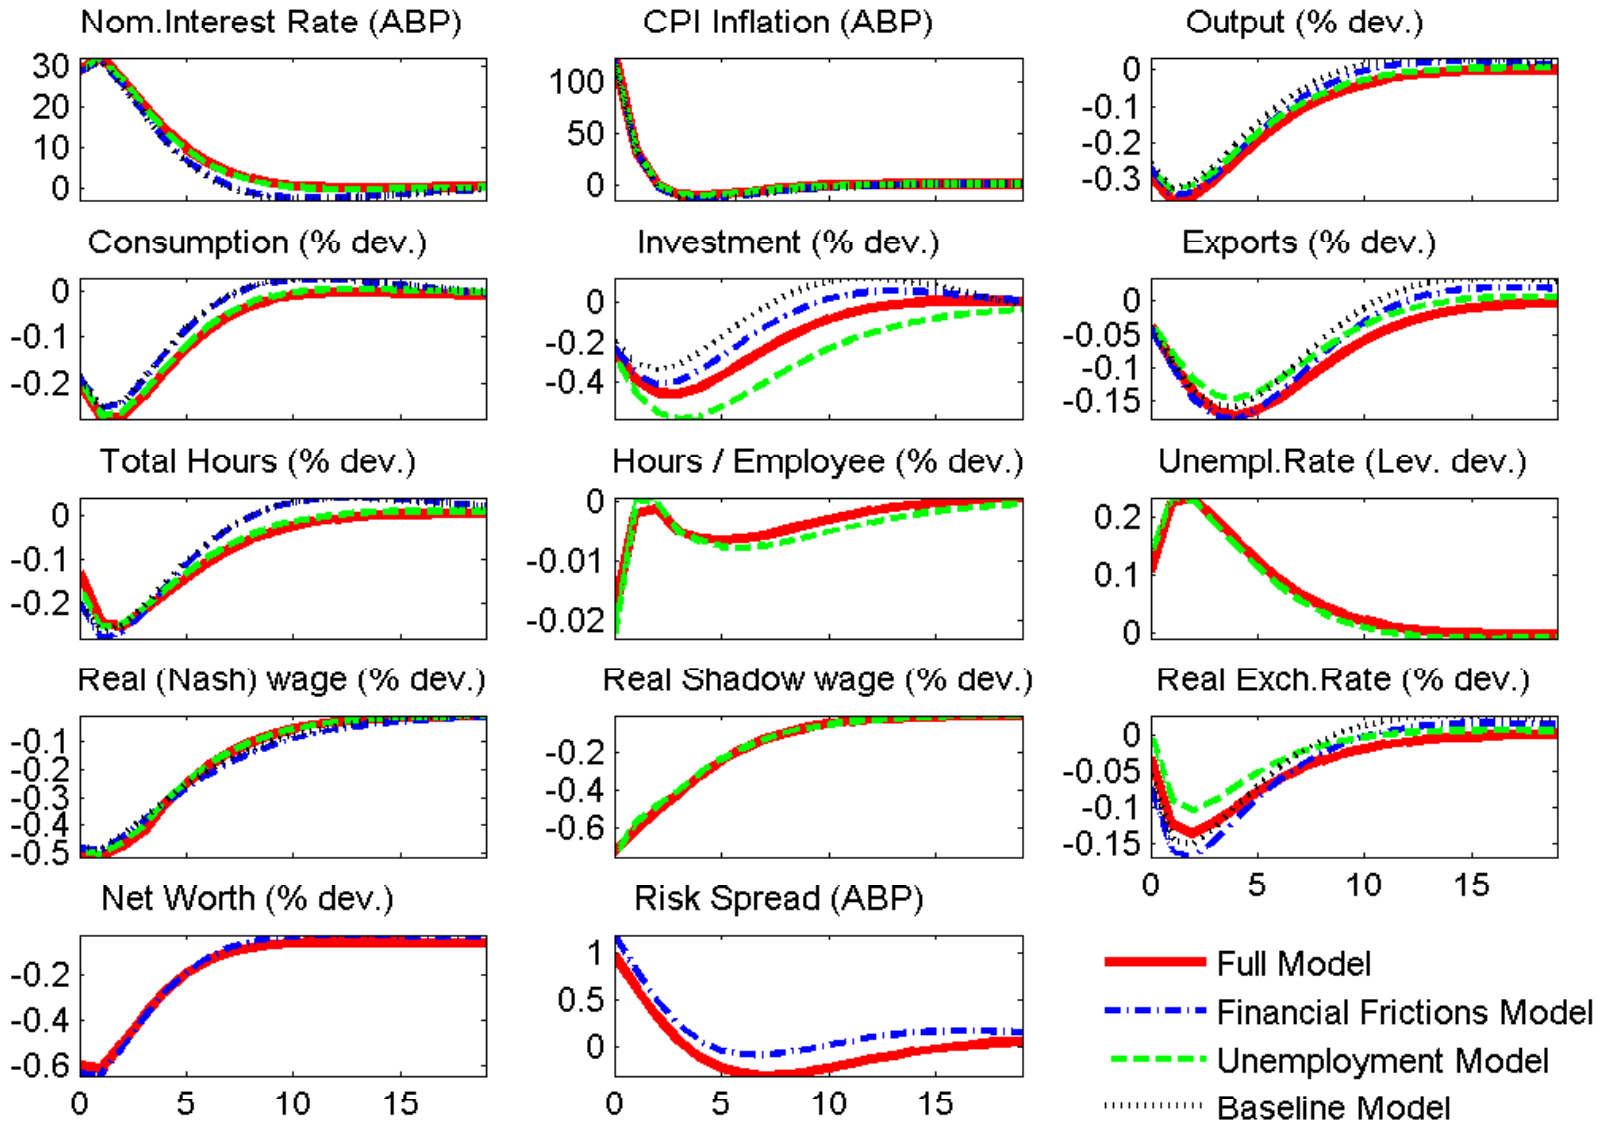 Nom.Interest Rate (ABP)
CPI Inflation (ABP)
Output (% dev.)
30
20
10
0
100
50
0
0
-0.1
-0.2
-0.3
Consumption (% dev.)
Investment (% dev.)
Exports (% dev.)
0
-0.1
-0.2
0
-0.2
-0.4
0
-0.05
-0.1
-0.15
Total Hours (% dev.)
Hours / Employee (% dev.)
Unempl.Rate (Lev. dev.)
0
-0.1
-0.2
0
-0.01
-0.02
0.2
0.1
0
Real (Nash) wage (% dev.)
Real Shadow wage (% dev.)
Real Exch.Rate (% dev.)
-0.1
-0.2
-0.3
-0.4
-0.5
-0.2
-0.4
-0.6
0
-0.05
-0.1
-0.15
0 5 10 15
Net Worth (% dev.)
Risk Spread (ABP)
-0.2
-0.4
-0.6
0 5 10 15
1
0.5
0
0 5 10 15
Full Model
Financial Frictions Model
Unemployment Model
Baseline Model